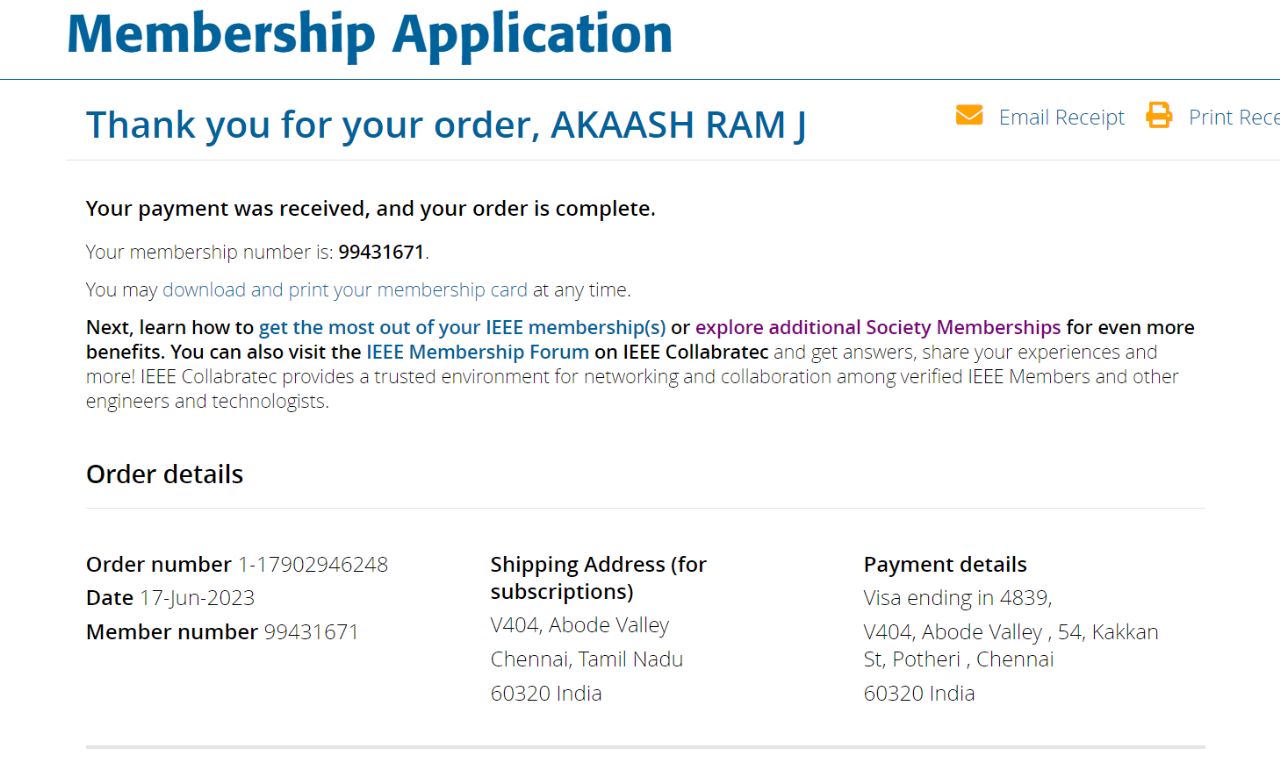 Membership Application
Thank you for your order, AKAASH RAM J
Email Receipt
Print Rece
Your payment was received, and your order is complete.
Your membership number is: 99431671.
You may download and print your membership card at any time.
Next, learn how to get the most out of your IEEE membership(s) or explore additional Society Memberships for even more
benefits. You can also visit the IEEE Membership Forum on IEEE Collabratec and get answers, share your experiences and
more! IEEE Collabratec provides a trusted environment for networking and collaboration among verified IEEE Members and other
engineers and technologists.
Order details
Order number 1-17902946248
Date 17-Jun-2023
Member number 99431671
Shipping Address (for
subscriptions)
V404, Abode Valley
Chennai, Tamil Nadu
60320 India
Payment details
Visa ending in 4839,
V404, Abode Valley , 54, Kakkan
St, Potheri , Chennai
60320 India